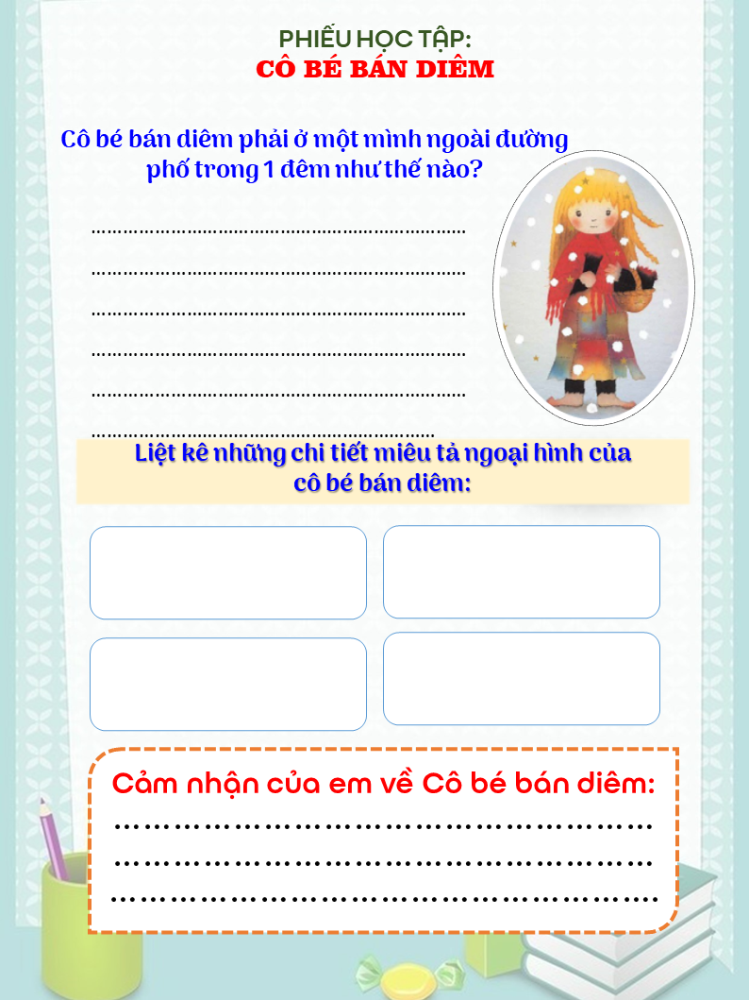 PHIẾU HỌC TẬP:
CÔ BÉ BÁN DIÊM
Cô bé bán diêm phải ở một mình ngoài đường
phố trong 1 đêm như thế nào?
………………………………………………………………
………………………………………………………………
………………………………………………………………
………………………………………………………………
………………………………………………………………
…………………………………………………………
Liệt kê những chi tiết miêu tả ngoại hình của
cô bé bán diêm:
Cảm nhận của em về Cô bé bán diêm:
………………………………………………
………………………………………………
……………………………………………….